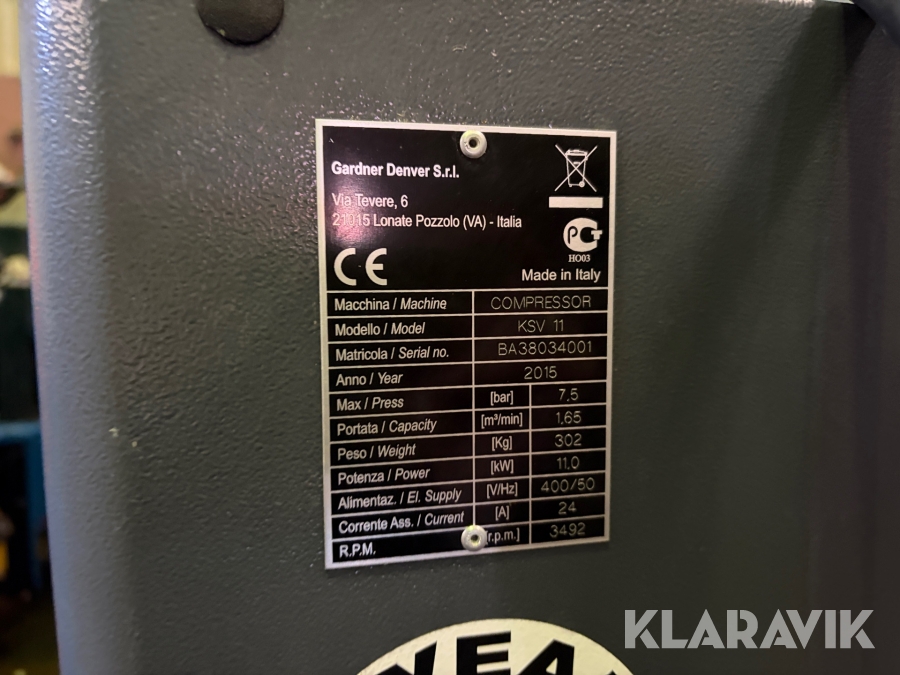 Gardner Denver S.r.l.
Via Tevere, 6
21015 Lonate Pozzolo (VA) - Italia
CE
PCT
HO03
Made in Italy
Macchina / Machine COMPRESSOR
Modello / Model KSV 11
Matricola / Serial no. BA38034001
Anno / Year 2015
Max / Press [bar] 7.5
Portata / Capacity [m³/min] 1.65
Peso / Weight [Kg] 302
Potenza / Power [kW] 11.0
Alimentaz. / El. Supply [V/Hz] 400/50
Corrente Ass. / Current [A] 24
R.P.M. [r.p.m.] 3492
KLARAVIK